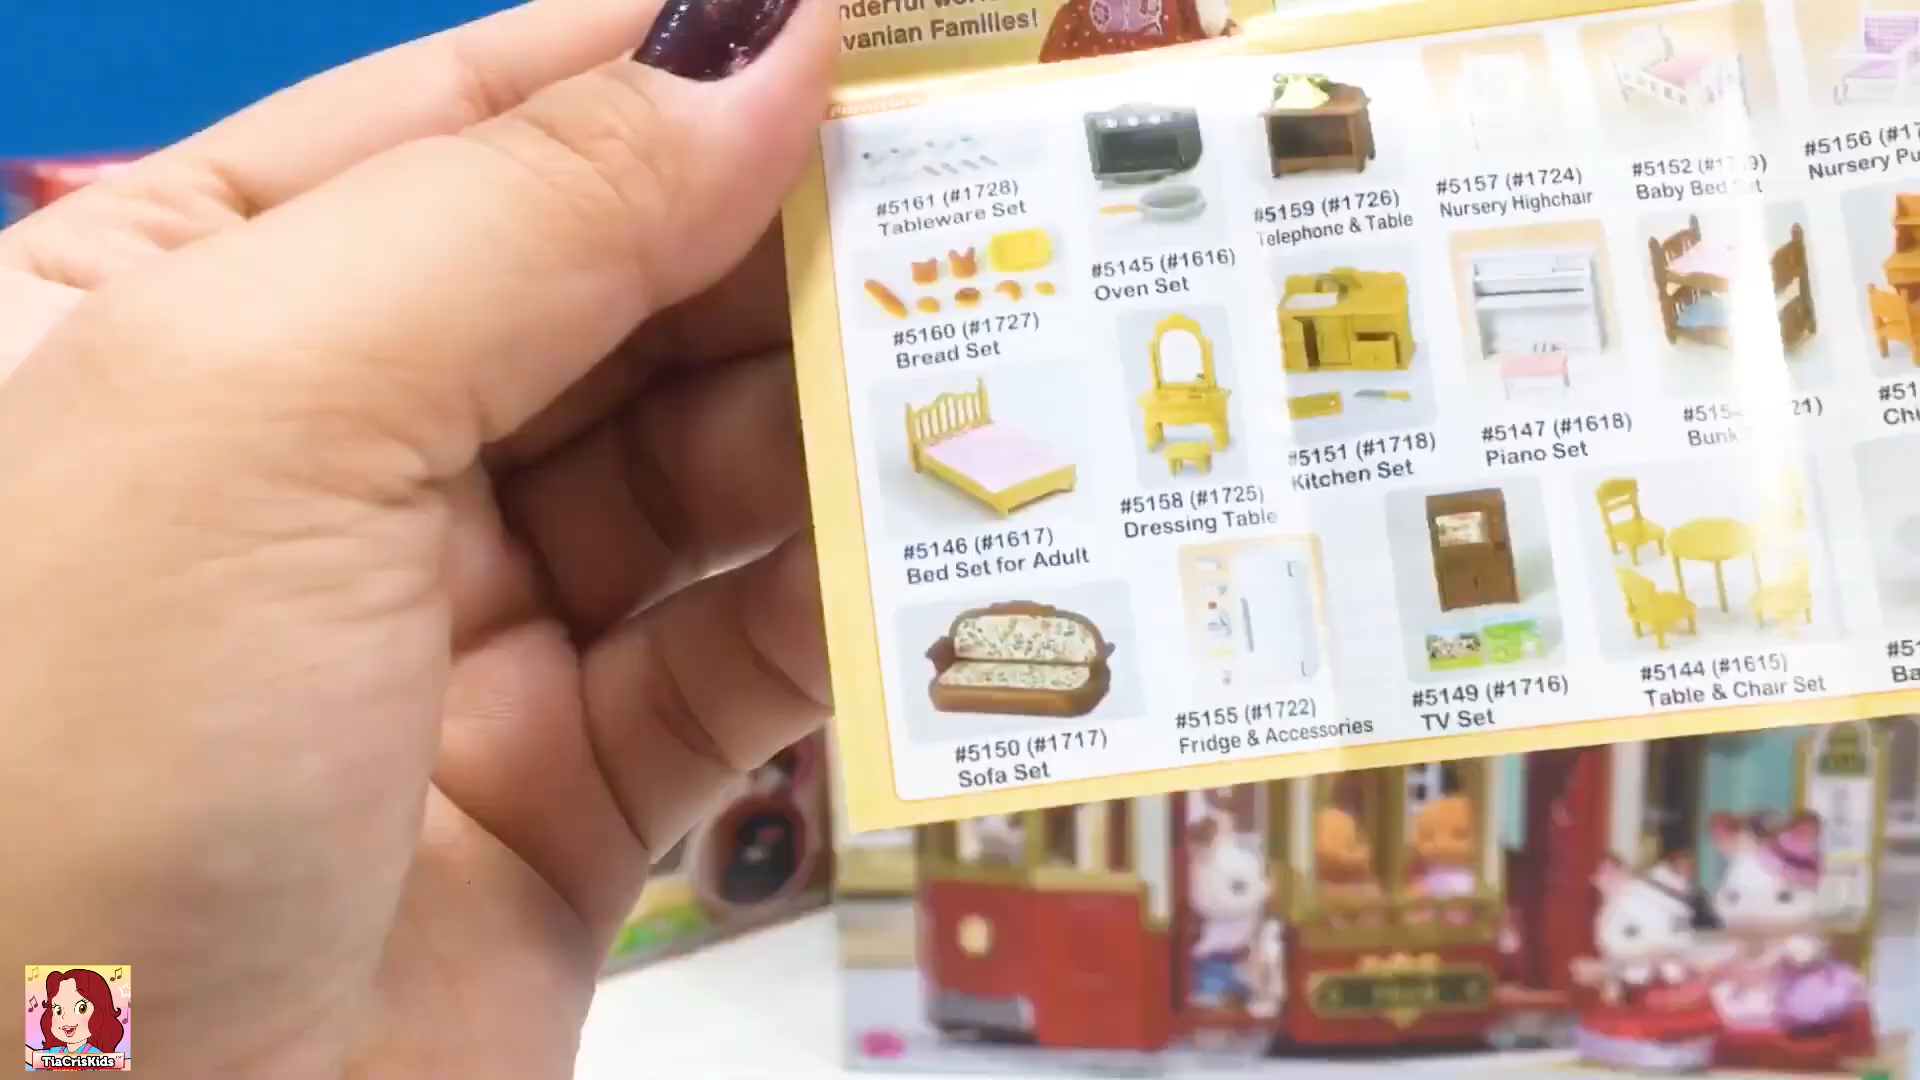 Families!
#5161 (#1728)
Tableware Set
#5160 (#1727)
Bread Set
#5146 (#1617)
Bed Set for Adult
#5150 (#1717)
Sofa Set
#5145 (#1616)
Oven Set
#5158 (#1725)
Dressing Table
#5155 (#1722)
Fridge & Accessories
#5159 (#1726)
Telephone & Table
#5151 (#1718)
Kitchen Set
#5149 (#1716)
TV Set
#5157 (#1724)
Nursery Highchair
#5147 (#1618)
Piano Set
#5144 (#1615)
Table & Chair Set
#5152
Baby Bed Set
Bunk
#5156
Nursery
TiaCrisKids